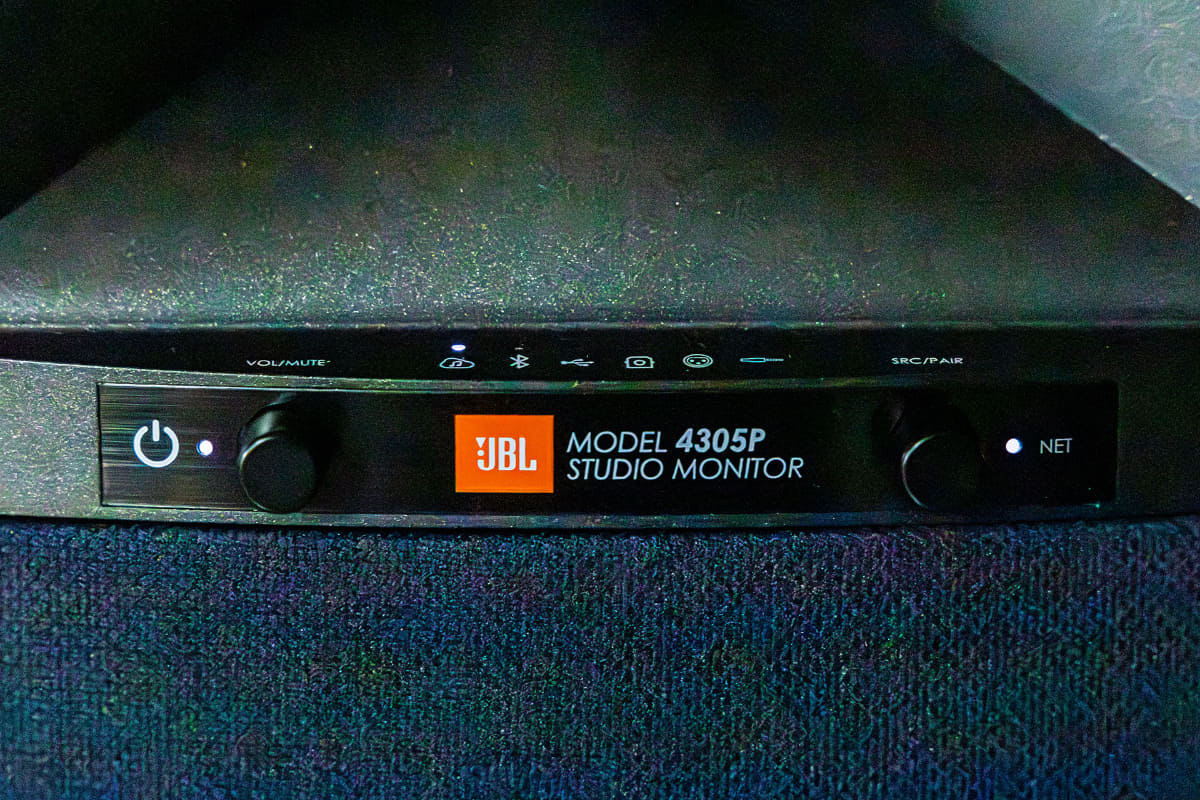 VOL/MUTE
SRC/PAIR
JBL
MODEL 4305P
STUDIO MONITOR
NET